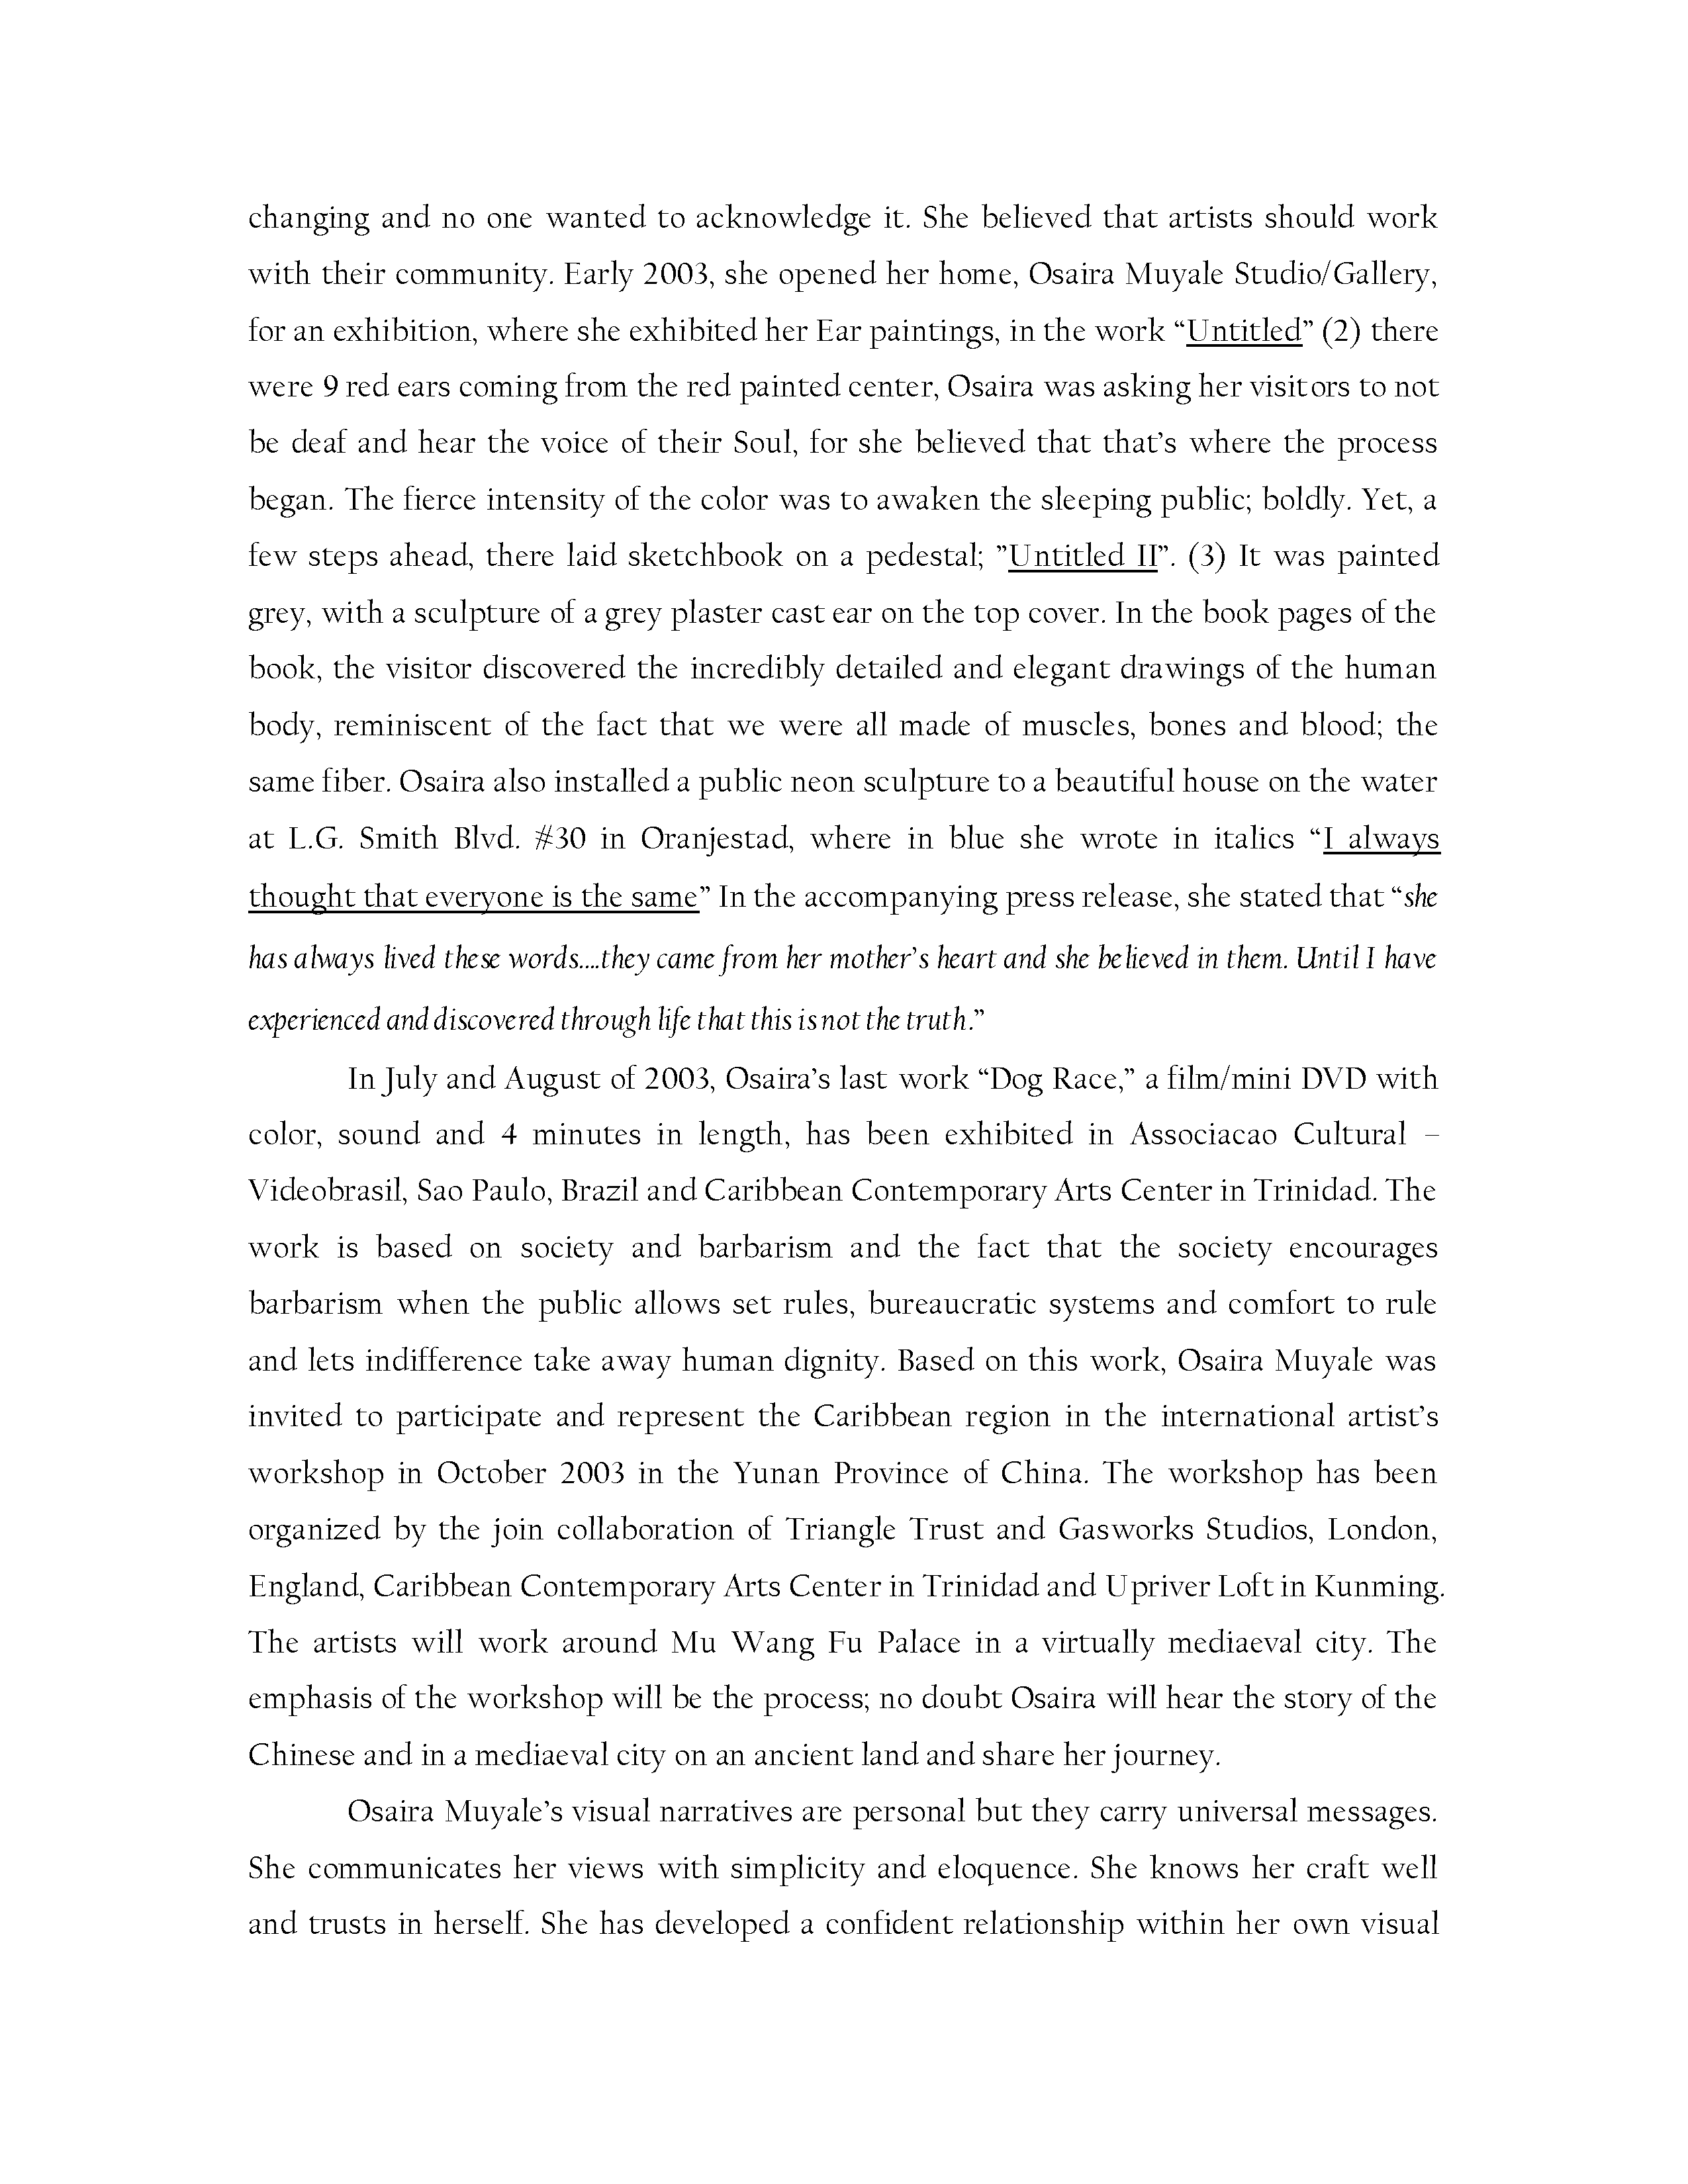 changing and no one wanted to acknowledge it. She believed that artists should work
with their community. Early 2003, she opened her home, Osaira Muyale Studio/Gallery,
for an exhibition, where she exhibited her Ear paintings, in the work “Untitled” (2) there
were 9 red ears coming from the red painted center, Osaira was asking her visitors to not
be deaf and hear the voice of their Soul, for she believed that that’s where the process
began. The fierce intensity of the color was to awaken the sleeping public; boldly. Yet, a
few steps ahead, there laid sketchbook on a pedestal; ”Untitled II”. (3) It was painted
grey, with a sculpture of a grey plaster cast ear on the top cover. In the book pages of the
book, the visitor discovered the incredibly detailed and elegant drawings of the human
body, reminiscent of the fact that we were all made of muscles, bones and blood; the
same fiber. Osaira also installed a public neon sculpture to a beautiful house on the water
at L.G. Smith Blvd. #30 in Oranjestad, where in blue she wrote in italics “I always
thought that everyone is the same” In the accompanying press release, she stated that “she
has always lived these words....they came from her mother’s heart and she believed in them. Until I have
experienced and discovered through life that this is not the truth.”
In July and August of 2003, Osaira’s last work “Dog Race,” a film/mini DVD with
color, sound and 4 minutes in length, has been exhibited in Associacao Cultural –
Videobrasil, Sao Paulo, Brazil and Caribbean Contemporary Arts Center in Trinidad. The
work is based on society and barbarism and the fact that the society encourages
barbarism when the public allows set rules, bureaucratic systems and comfort to rule
and lets indifference take away human dignity. Based on this work, Osaira Muyale was
invited to participate and represent the Caribbean region in the international artist’s
workshop in October 2003 in the Yunan Province of China. The workshop has been
organized by the join collaboration of Triangle Trust and Gasworks Studios, London,
England, Caribbean Contemporary Arts Center in Trinidad and Upriver Loft in Kunming.
The artists will work around Mu Wang Fu Palace in a virtually mediaeval city. The
emphasis of the workshop will be the process; no doubt Osaira will hear the story of the
Chinese and in a mediaeval city on an ancient land and share her journey.
Osaira Muyale’s visual narratives are personal but they carry universal messages.
She communicates her views with simplicity and eloquence. She knows her craft well
and trusts in herself. She has developed a confident relationship within her own visual